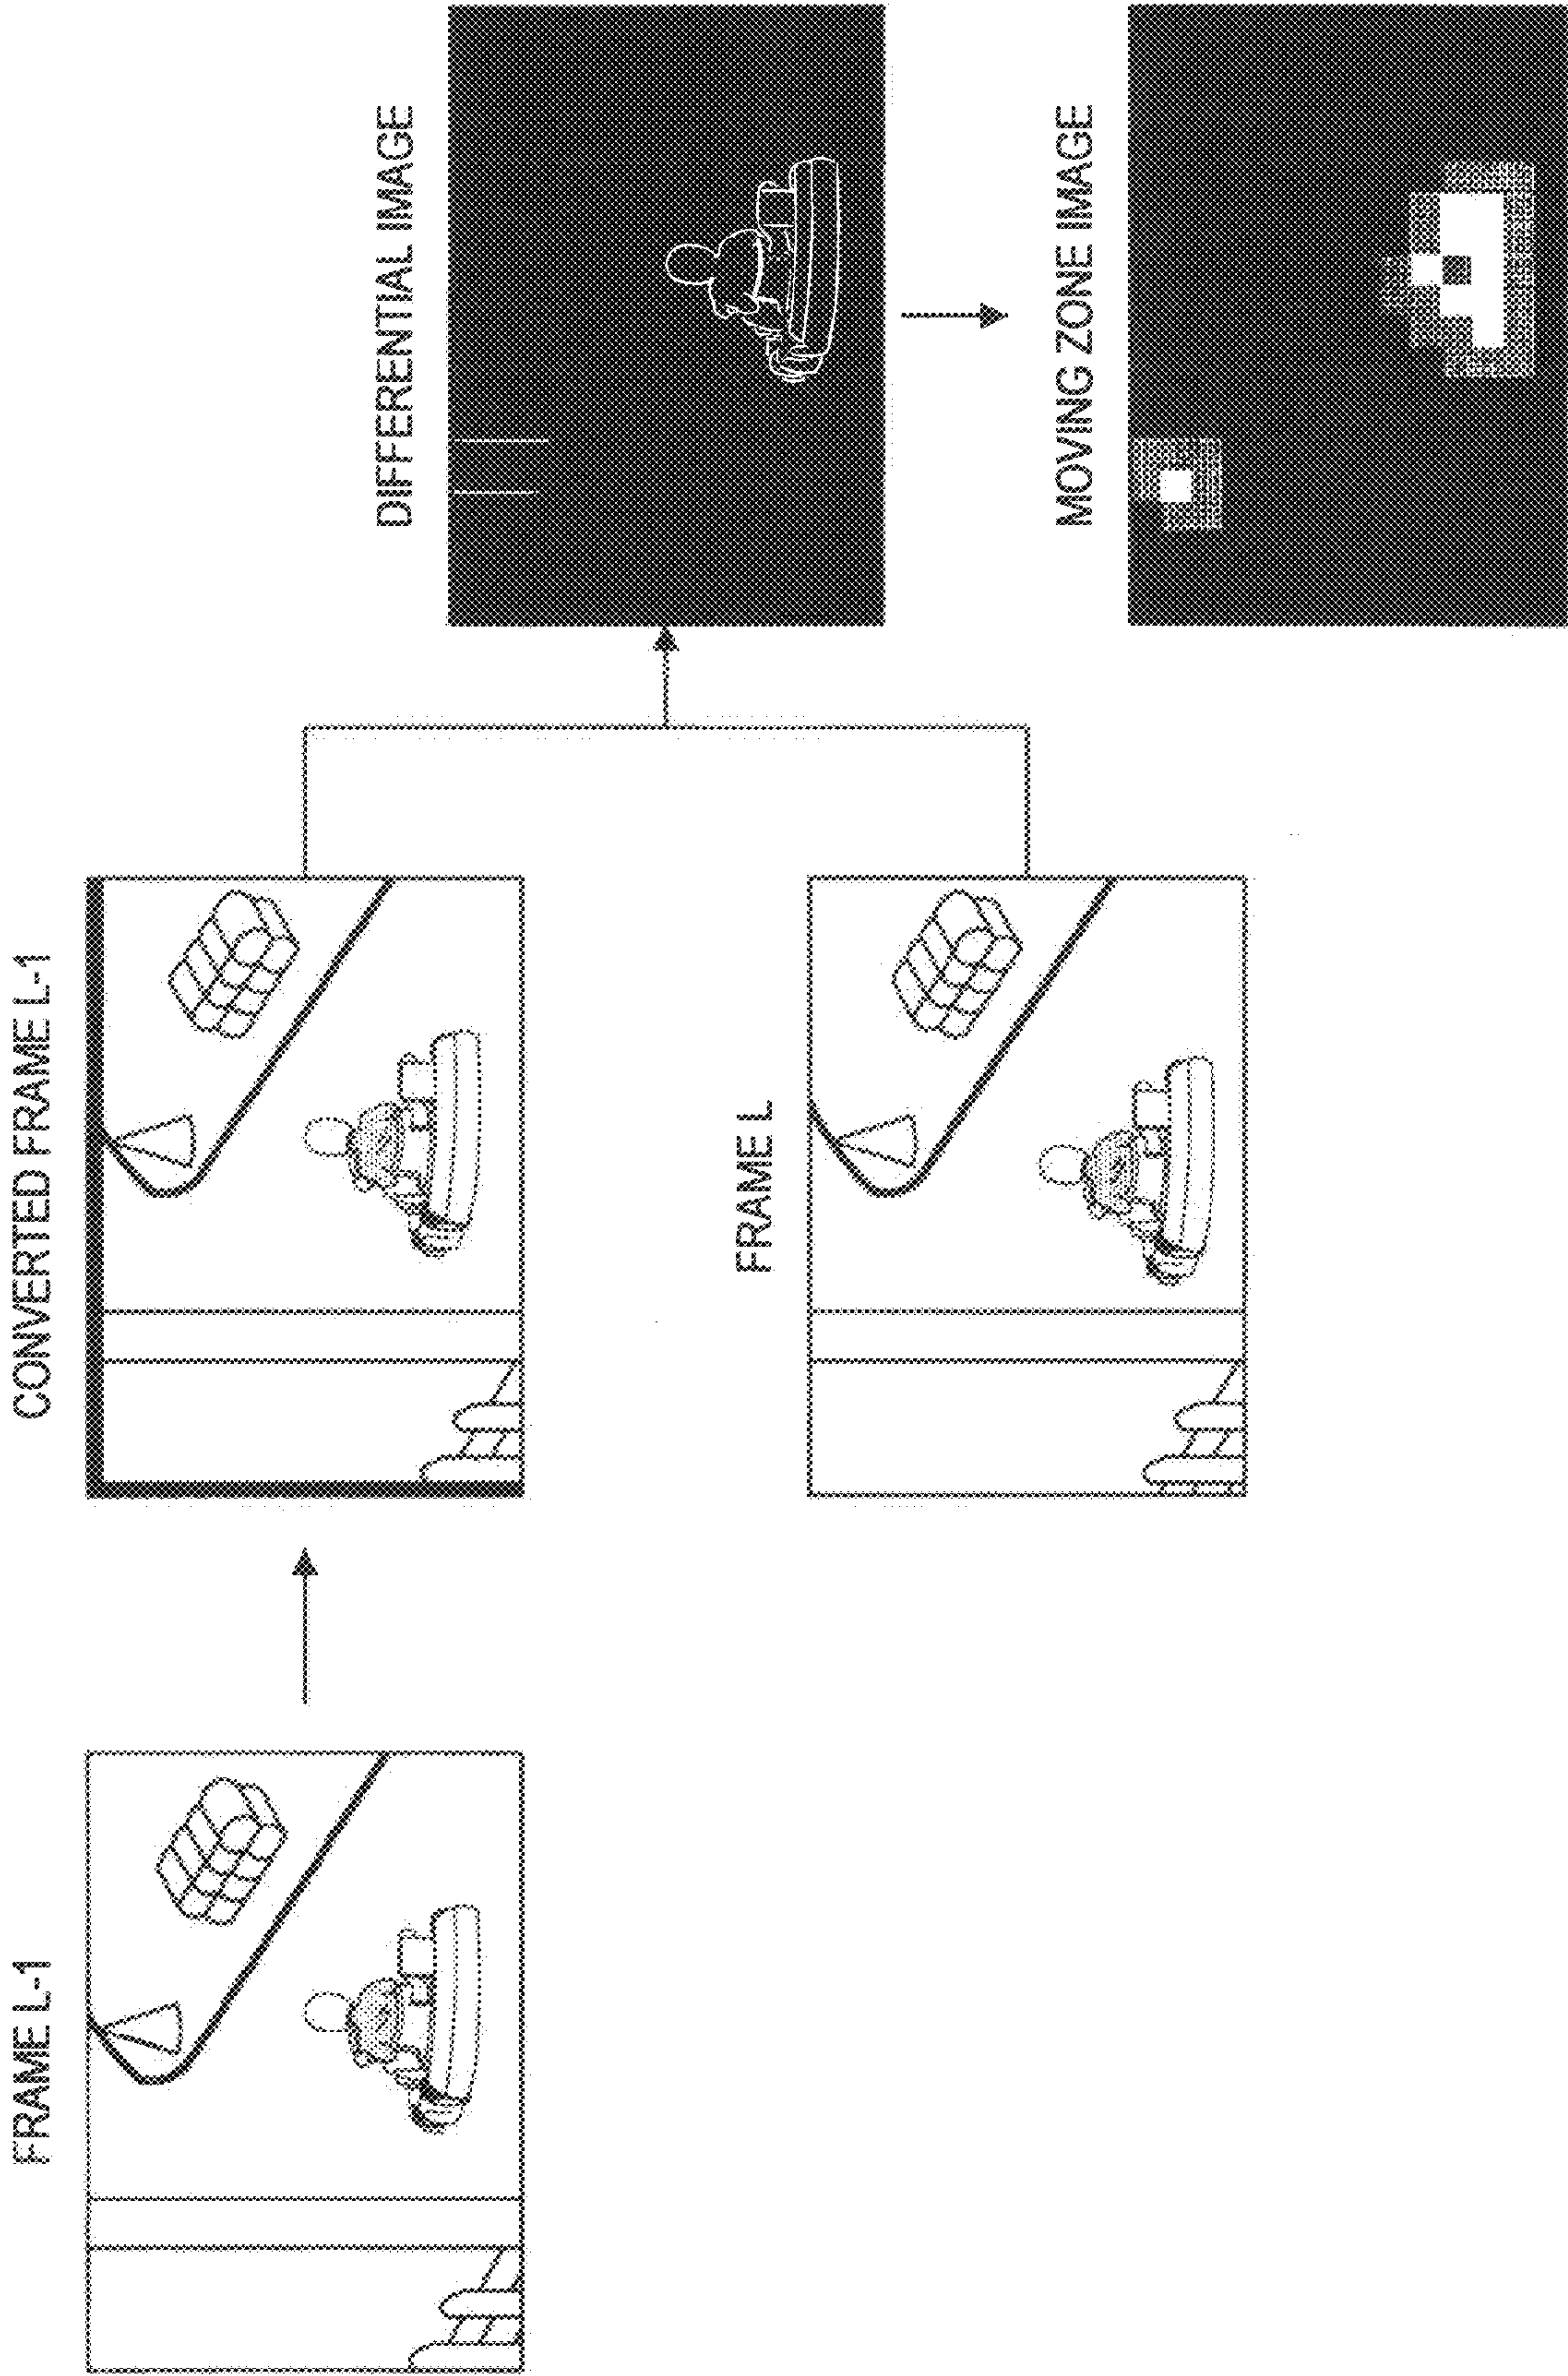 FRAME L-1
CONVERTED FRAME L-1
FRAME L
DIFFERENTIAL IMAGE
MOVING ZONE IMAGE